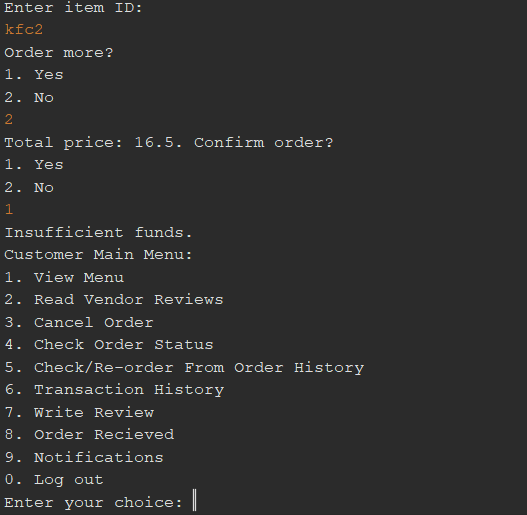 Enter item ID:
kfc2
Order more?
1. Yes
2. No
2
Total price: 16.5. Confirm order?
1. Yes
2. No
1
Insufficient funds.
Customer Main Menu:
1. View Menu
2. Read Vendor Reviews
3. Cancel Order
4. Check Order Status
5. Check/Re-order From Order History
6. Transaction History
7. Write Review
8. Order Recieved
9. Notifications
0. Log out
Enter your choice: